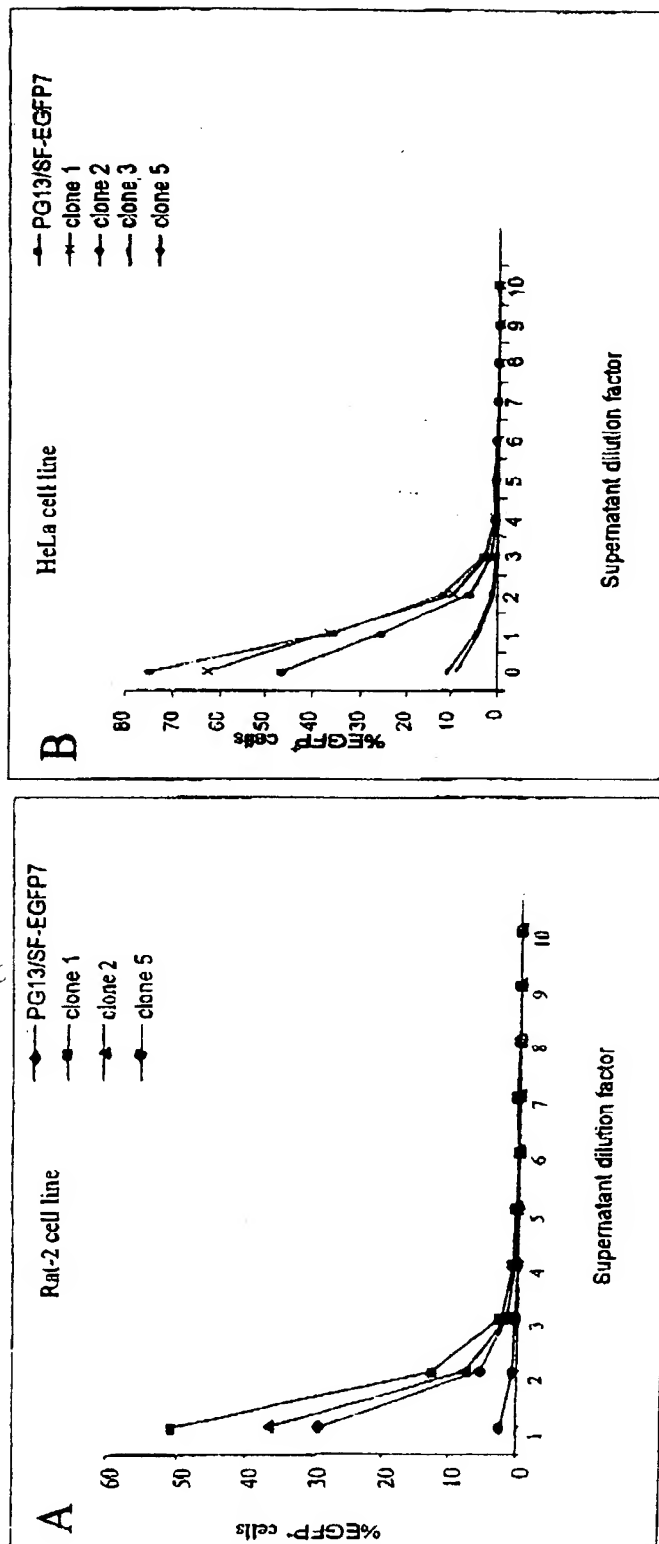 A
Rat-2 cell line
PG13/SF-EGFP7
clone 1
clone 2
clone 5
60
50
40
30
20
10
0
%EGFP+ cells
1 2 3 4 5 6 7 8 9 10
Supernatant dilution factor
B
HeLa cell line
PG13/SF-EGFP7
clone 1
clone 2
clone, 3
clone 5
80
70
60
50
40
30
20
10
0
%EGFP+
cells
0 1 2 3 4 5 6 7 8 9 10
Supernatant dilution factor